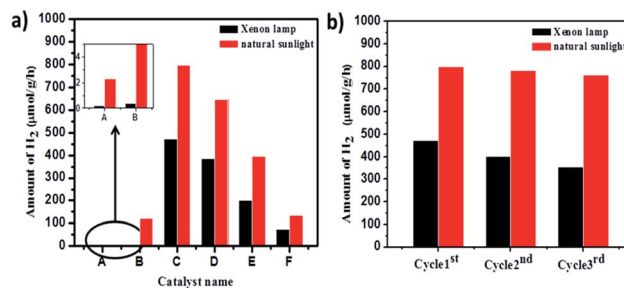 a)
Amount of H2 (μmol/g/h)
1000
900
800
700
600
500
400
300
200
100
0
Xenon lamp
natural sunlight
4
2
0
A B
A B C D E F
Catalyst name
b)
Amount of H2 (μmol/g/h)
1000
900
800
700
600
500
400
300
200
100
0
Xenon lamp
natural sunlight
Cycle1st Cycle2nd Cycle3rd